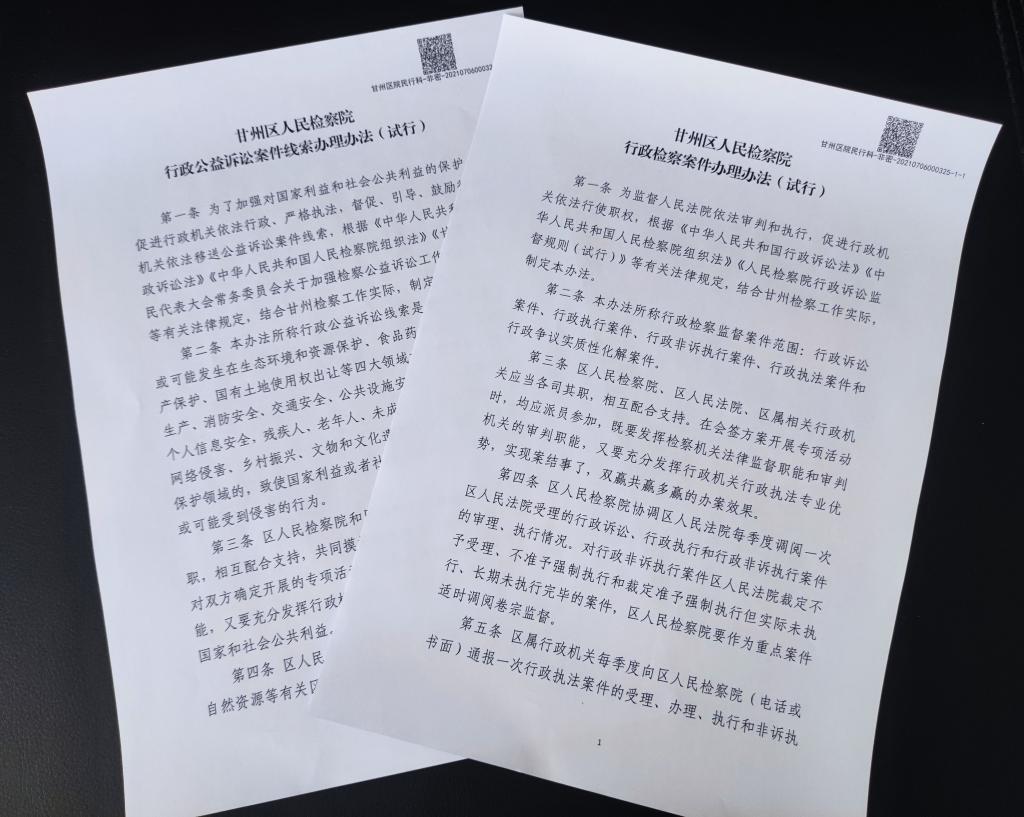 甘州区院民行科-非密-2021070600032
甘州区人民检察院
行政公益诉讼案件线索办理办法（试行）
第一条 为了加强对国家利益和社会公共利益的保护
促进行政机关依法行政、严格执法，督促、引导、鼓励
机关依法移送公益诉讼案件线索，根据《中华人民共和
政诉讼法》《中华人民共和国人民检察院组织法》《
民代表大会常务委员会关于加强检察公益诉讼工作
等有关法律规定，结合甘州检察工作实际，制定
第二条 本办法所称行政公益诉讼线索是
或可能发生在生态环境和资源保护、食品药
产保护、国有土地使用权出让等四大领域
生产、消防安全、交通安全、公共设施安
个人信息安全，残疾人、老年人、未成
网络侵害、乡村振兴、文物和文化遗
保护领域的，致使国家利益或者社
或可能受到侵害的行为。
第三条 区人民检察院和
职，相互配合支持，共同摸
对双方确定开展的专项活
能，又要充分发挥行政
国家和社会公共利益。
第四条 区人民
自然资源等有关区
甘州区院民行科-非密-20210706000325-1-1
甘州区人民检察院
行政检察案件办理办法（试行）
第一条 为监督人民法院依法审判和执行，促进行政机
关依法行使职权，根据《中华人民共和国行政诉讼法》《中
华人民共和国人民检察院组织法》《人民检察院行政诉讼监
督规则（试行）》等有关法律规定，结合甘州检察工作实际，
制定本办法。
第二条 本办法所称行政检察监督案件范围：行政诉讼
案件、行政执行案件、行政非诉执行案件、行政执法案件和
行政争议实质性化解案件。
第三条 区人民检察院、区人民法院、区属相关行政机
关应当各司其职，相互配合支持。在会签方案开展专项活动
时，均应派员参加，既要发挥检察机关法律监督职能和审判
机关的审判职能，又要充分发挥行政机关行政执法专业优
势，实现案结事了，双赢共赢多赢的办案效果。
第四条 区人民检察院协调区人民法院每季度调阅一次
区人民法院受理的行政诉讼、行政执行和行政非诉执行案件
的审理、执行情况。对行政非诉执行案件区人民法院裁定不
予受理、不准予强制执行和裁定准予强制执行但实际未执
行、长期未执行完毕的案件，区人民检察院要作为重点案件
适时调阅卷宗监督。
第五条 区属行政机关每季度向区人民检察院（电话或
书面）通报一次行政执法案件的受理、办理、执行和非诉执
1